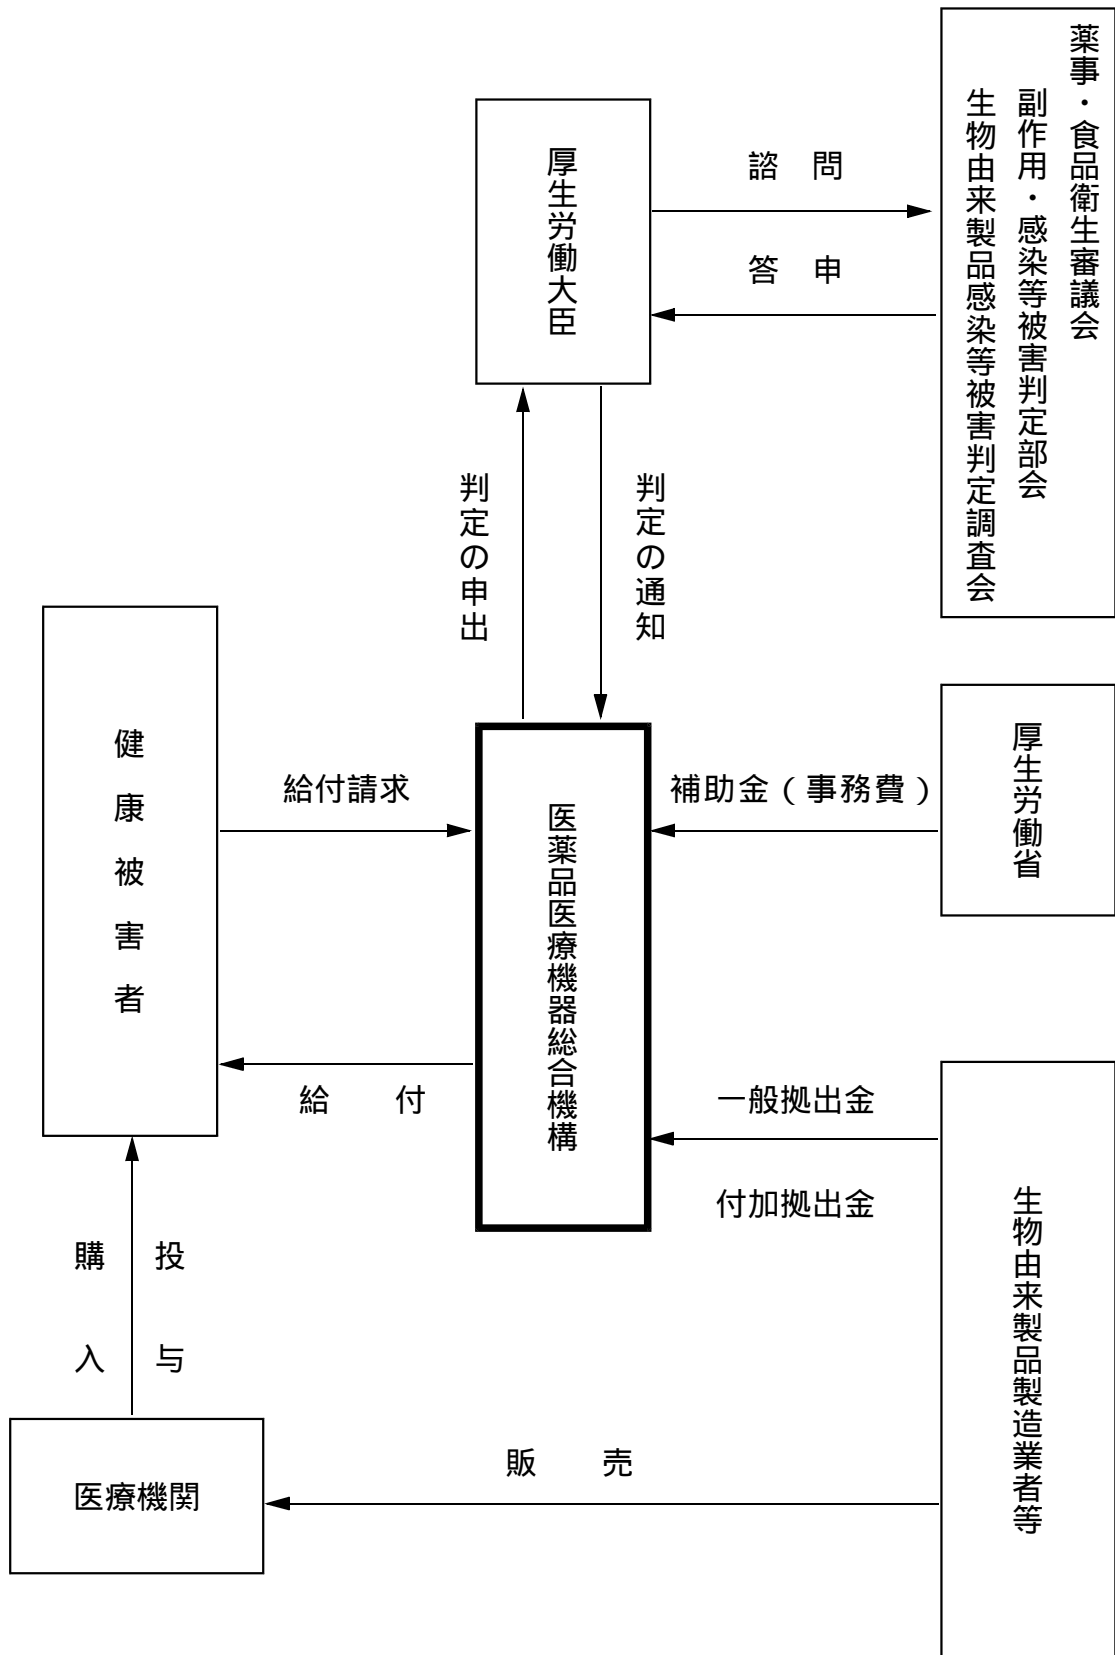 薬事・食品衛生審議会
副作用・感染等被害判定部会
生物由来製品感染等被害判定調査会
厚生労働大臣
諮 問
答 申
判定の申出
判定の通知
健康被害者
給付請求
給 付
医薬品医療機器総合機構
補助金(事務費)
厚生労働省
一般拠出金
付加拠出金
生物由来製品製造業者等
投与
購入
医療機関
販 売